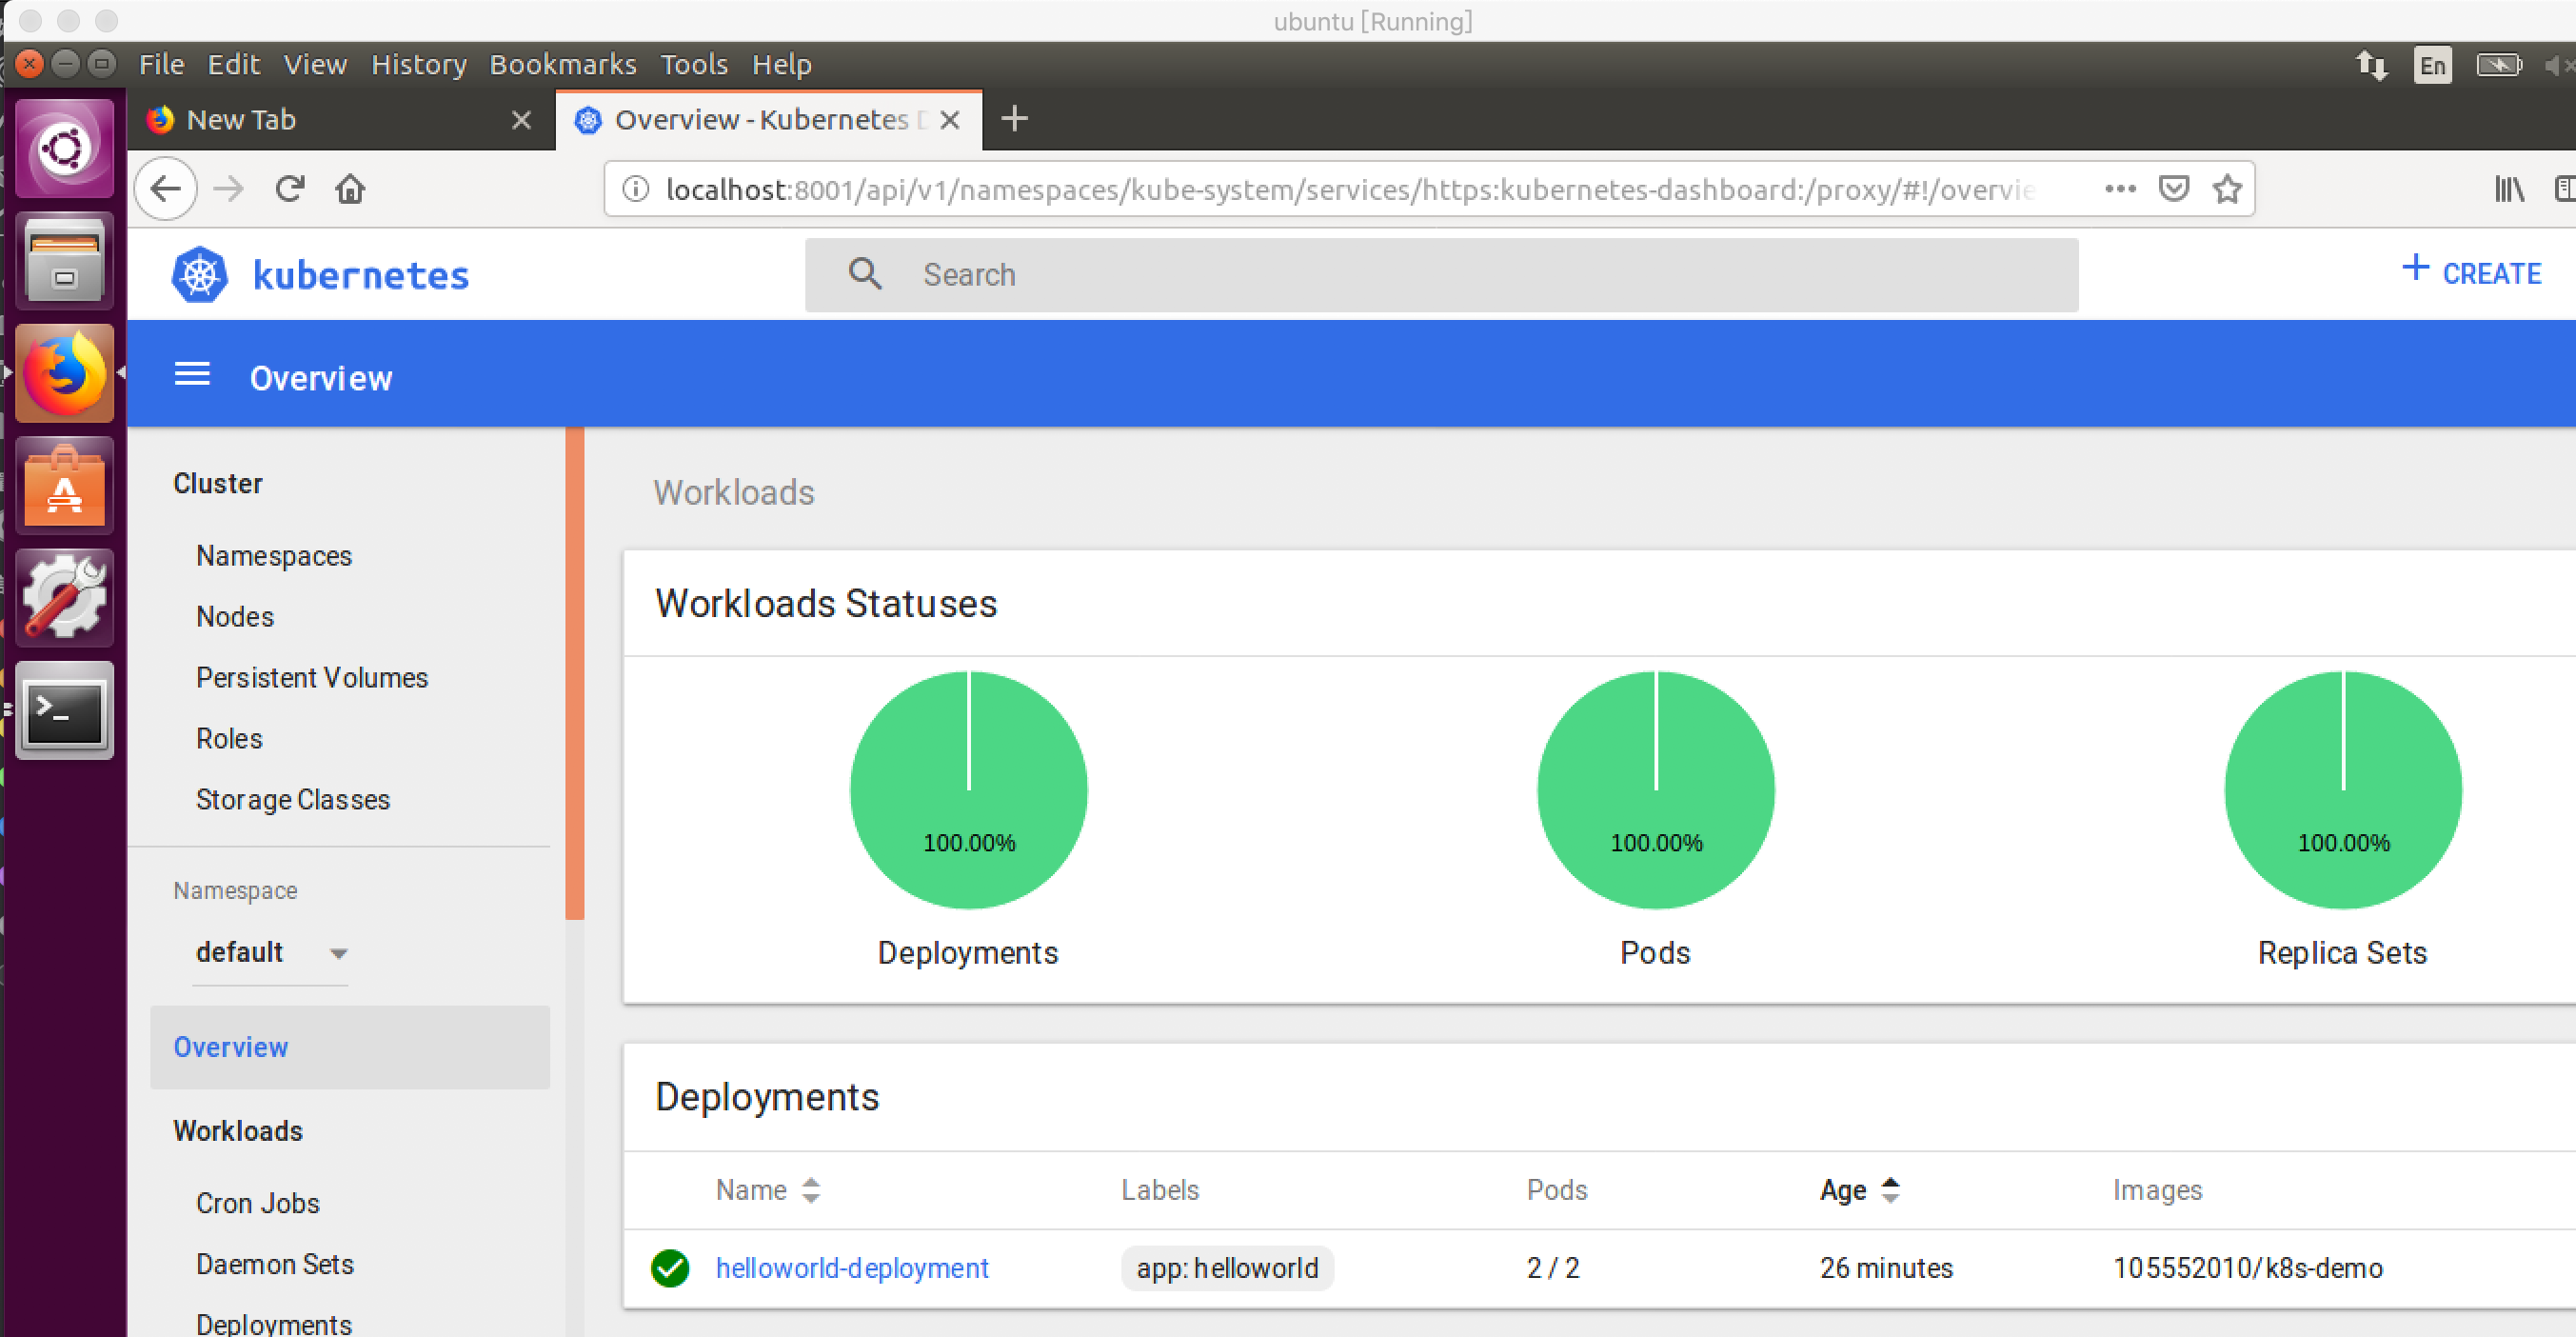 ubuntu [Running]
File Edit View History Bookmarks Tools Help
En
New Tab
Overview - Kubernetes
localhost:8001/api/v1/namespaces/kube-system/services/https:kubernetes-dashboard:/proxy/#!/overvie
kubernetes
Search
+ CREATE
Overview
Cluster
Namespaces
Nodes
Persistent Volumes
Roles
Storage Classes
Namespace
default
Overview
Workloads
Cron Jobs
Daemon Sets
Deployments
Workloads
Workloads Statuses
100.00%
100.00%
100.00%
Deployments
Pods
Replica Sets
Deployments
Name Labels Pods Age Images
helloworld-deployment app: helloworld 2 / 2 26 minutes 105552010/k8s-demo